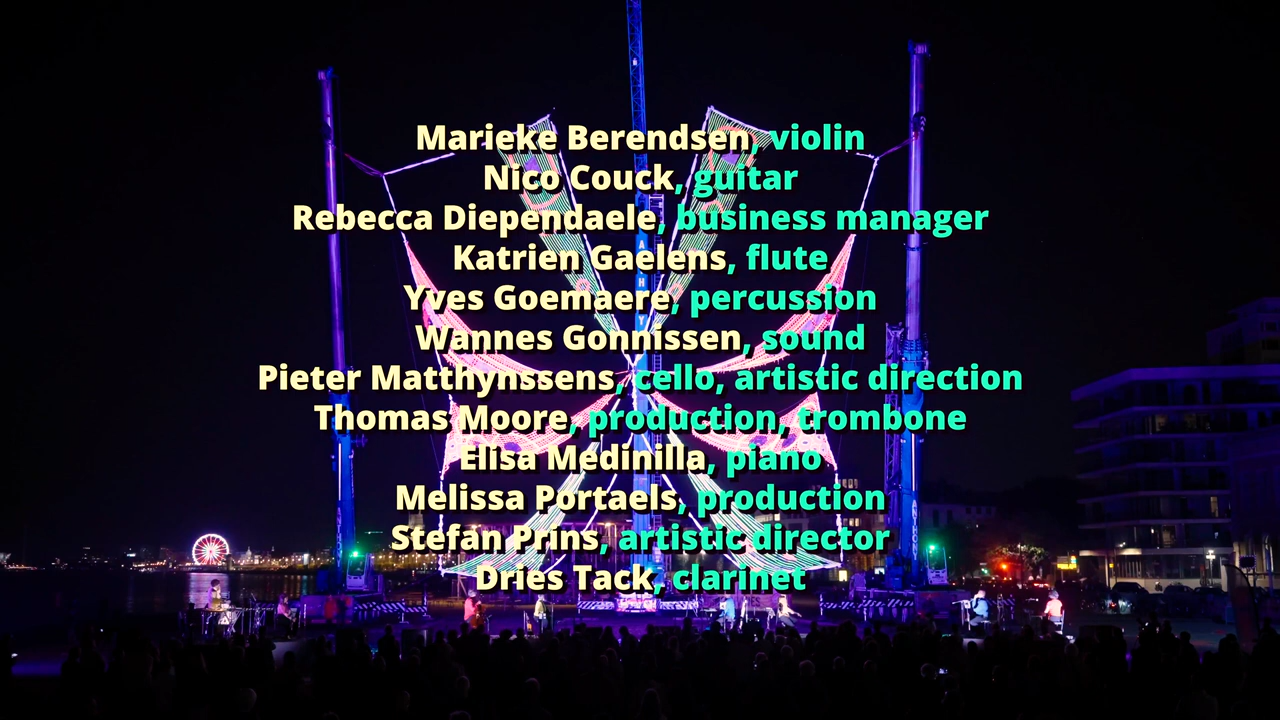 Marieke Berendsen, violin
Nico Couck, guitar
Rebecca Diependaele, business manager
Katrien Gaelens, flute
Yves Goemaere, percussion
Wannes Gonnissen, sound
Pieter Matthynssens, cello, artistic direction
Thomas Moore, production, trombone
Elisa Medinilla, piano
Melissa Portaels, production
Stefan Prins, artistic director
Dries Tack, clarinet